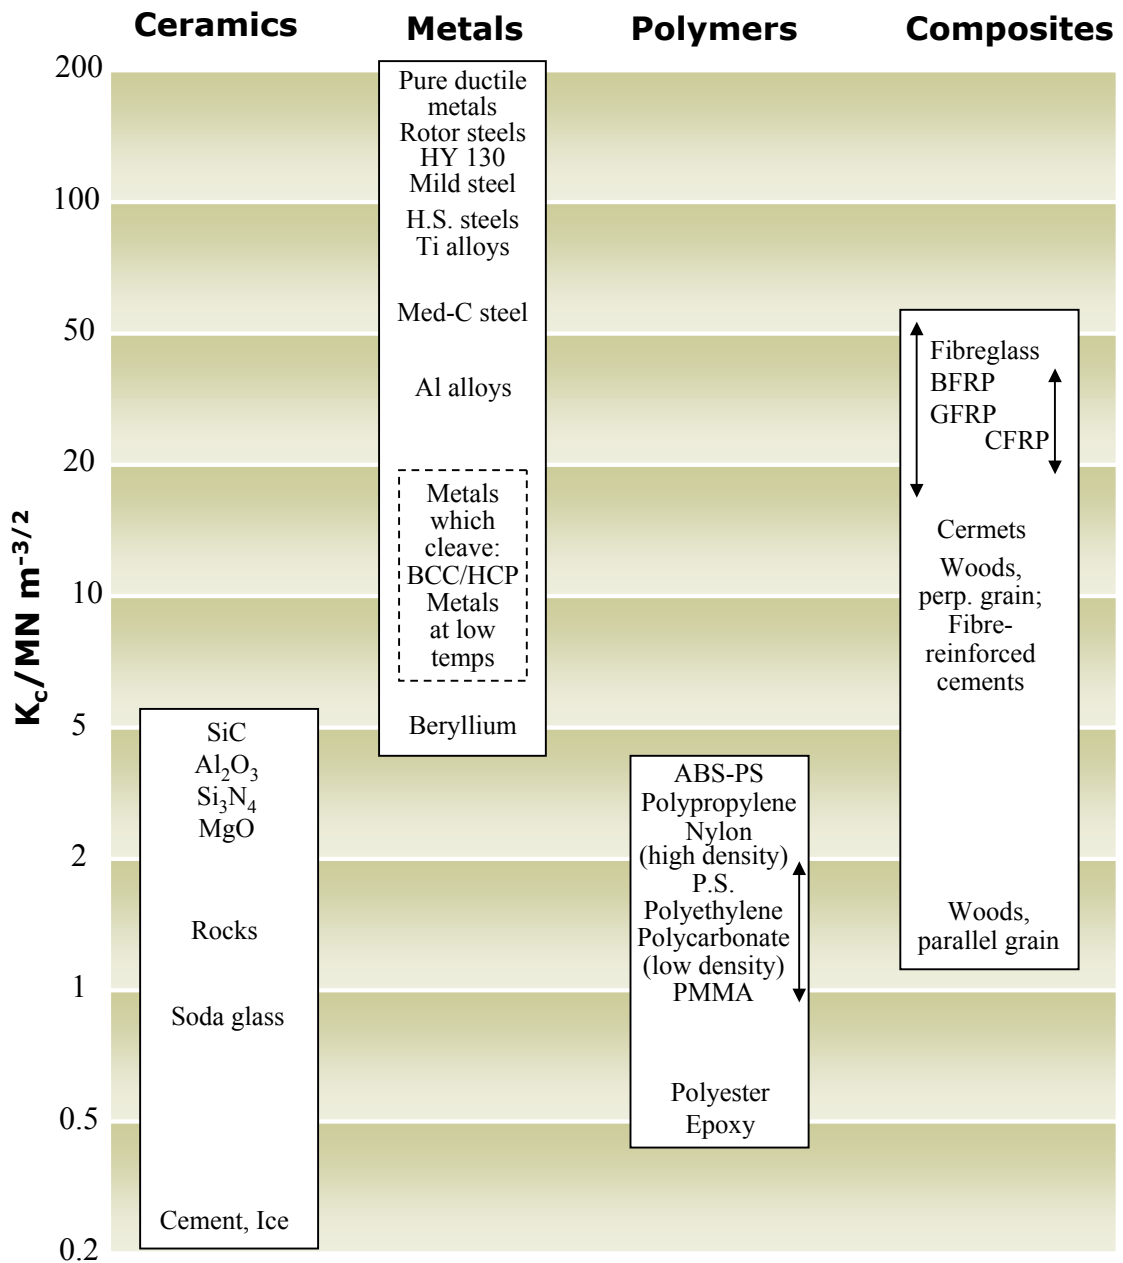 Ceramics
Metals
Polymers
Composites
K_c/MN m^-3/2
200
100
50
20
10
5
2
1
0.5
0.2
SiC
Al₂O₃
Si₃N₄
MgO
Rocks
Soda glass
Cement, Ice
Pure ductile
metals
Rotor steels
HY 130
Mild steel
H.S. steels
Ti alloys
Med-C steel
Al alloys
Metals
which
cleave:
BCC/HCP
Metals
at low
temps
Beryllium
ABS-PS
Polypropylene
Nylon
(high density)
P.S.
Polyethylene
Polycarbonate
(low density)
PMMA
Polyester
Epoxy
Fibreglass
BFRP
GFRP
CFRP
Cermets
Woods,
perp. grain;
Fibre-
reinforced
cements
Woods,
parallel grain